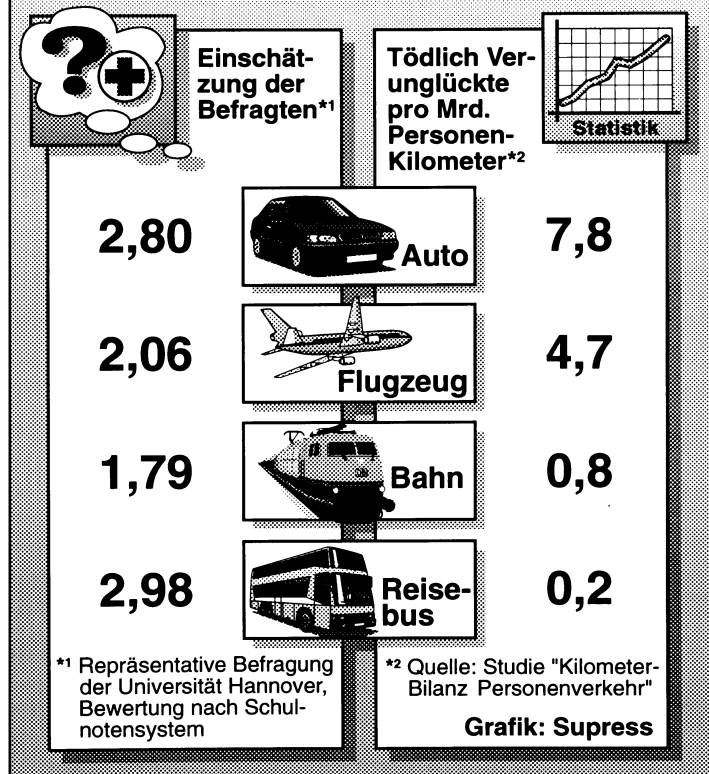 ?
Einschät-
zung der
Befragten*1
Tödlich Ver-
unglückte
pro Mrd.
Personen-
Kilometer*2
Statistik
2,80
Auto
7,8
2,06
Flugzeug
4,7
1,79
Bahn
0,8
2,98
Reise-
bus
0,2
*1 Repräsentative Befragung
der Universität Hannover,
Bewertung nach Schul-
notensystem
*2 Quelle: Studie "Kilometer-
Bilanz Personenverkehr"
Grafik: Supress